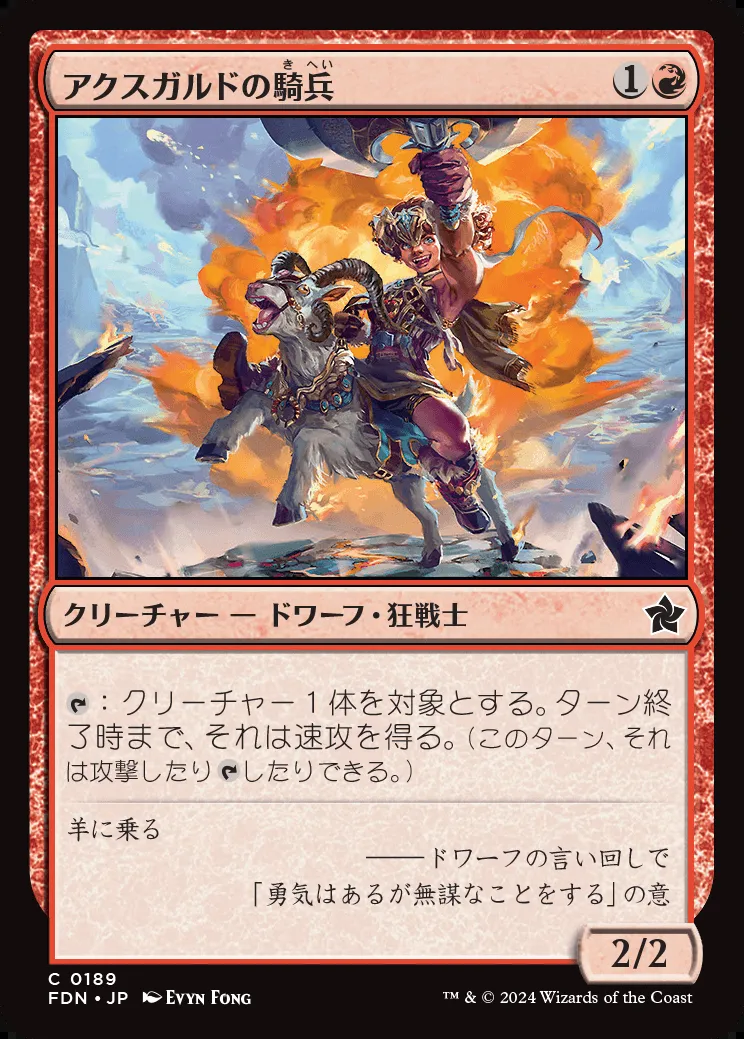 アクスガルドの騎兵
き へい
1
クリーチャー — ドワーフ・狂戦士
：クリーチャー１体を対象とする。ターン終
了時まで、それは速攻を得る。（このターン、それ
は攻撃したりしたりできる。）
羊に乗る
——ドワーフの言い回しで
「勇気はあるが無謀なことをする」の意
2/2
C 0189
FDN • JP Evyn Fong
™ & © 2024 Wizards of the Coast